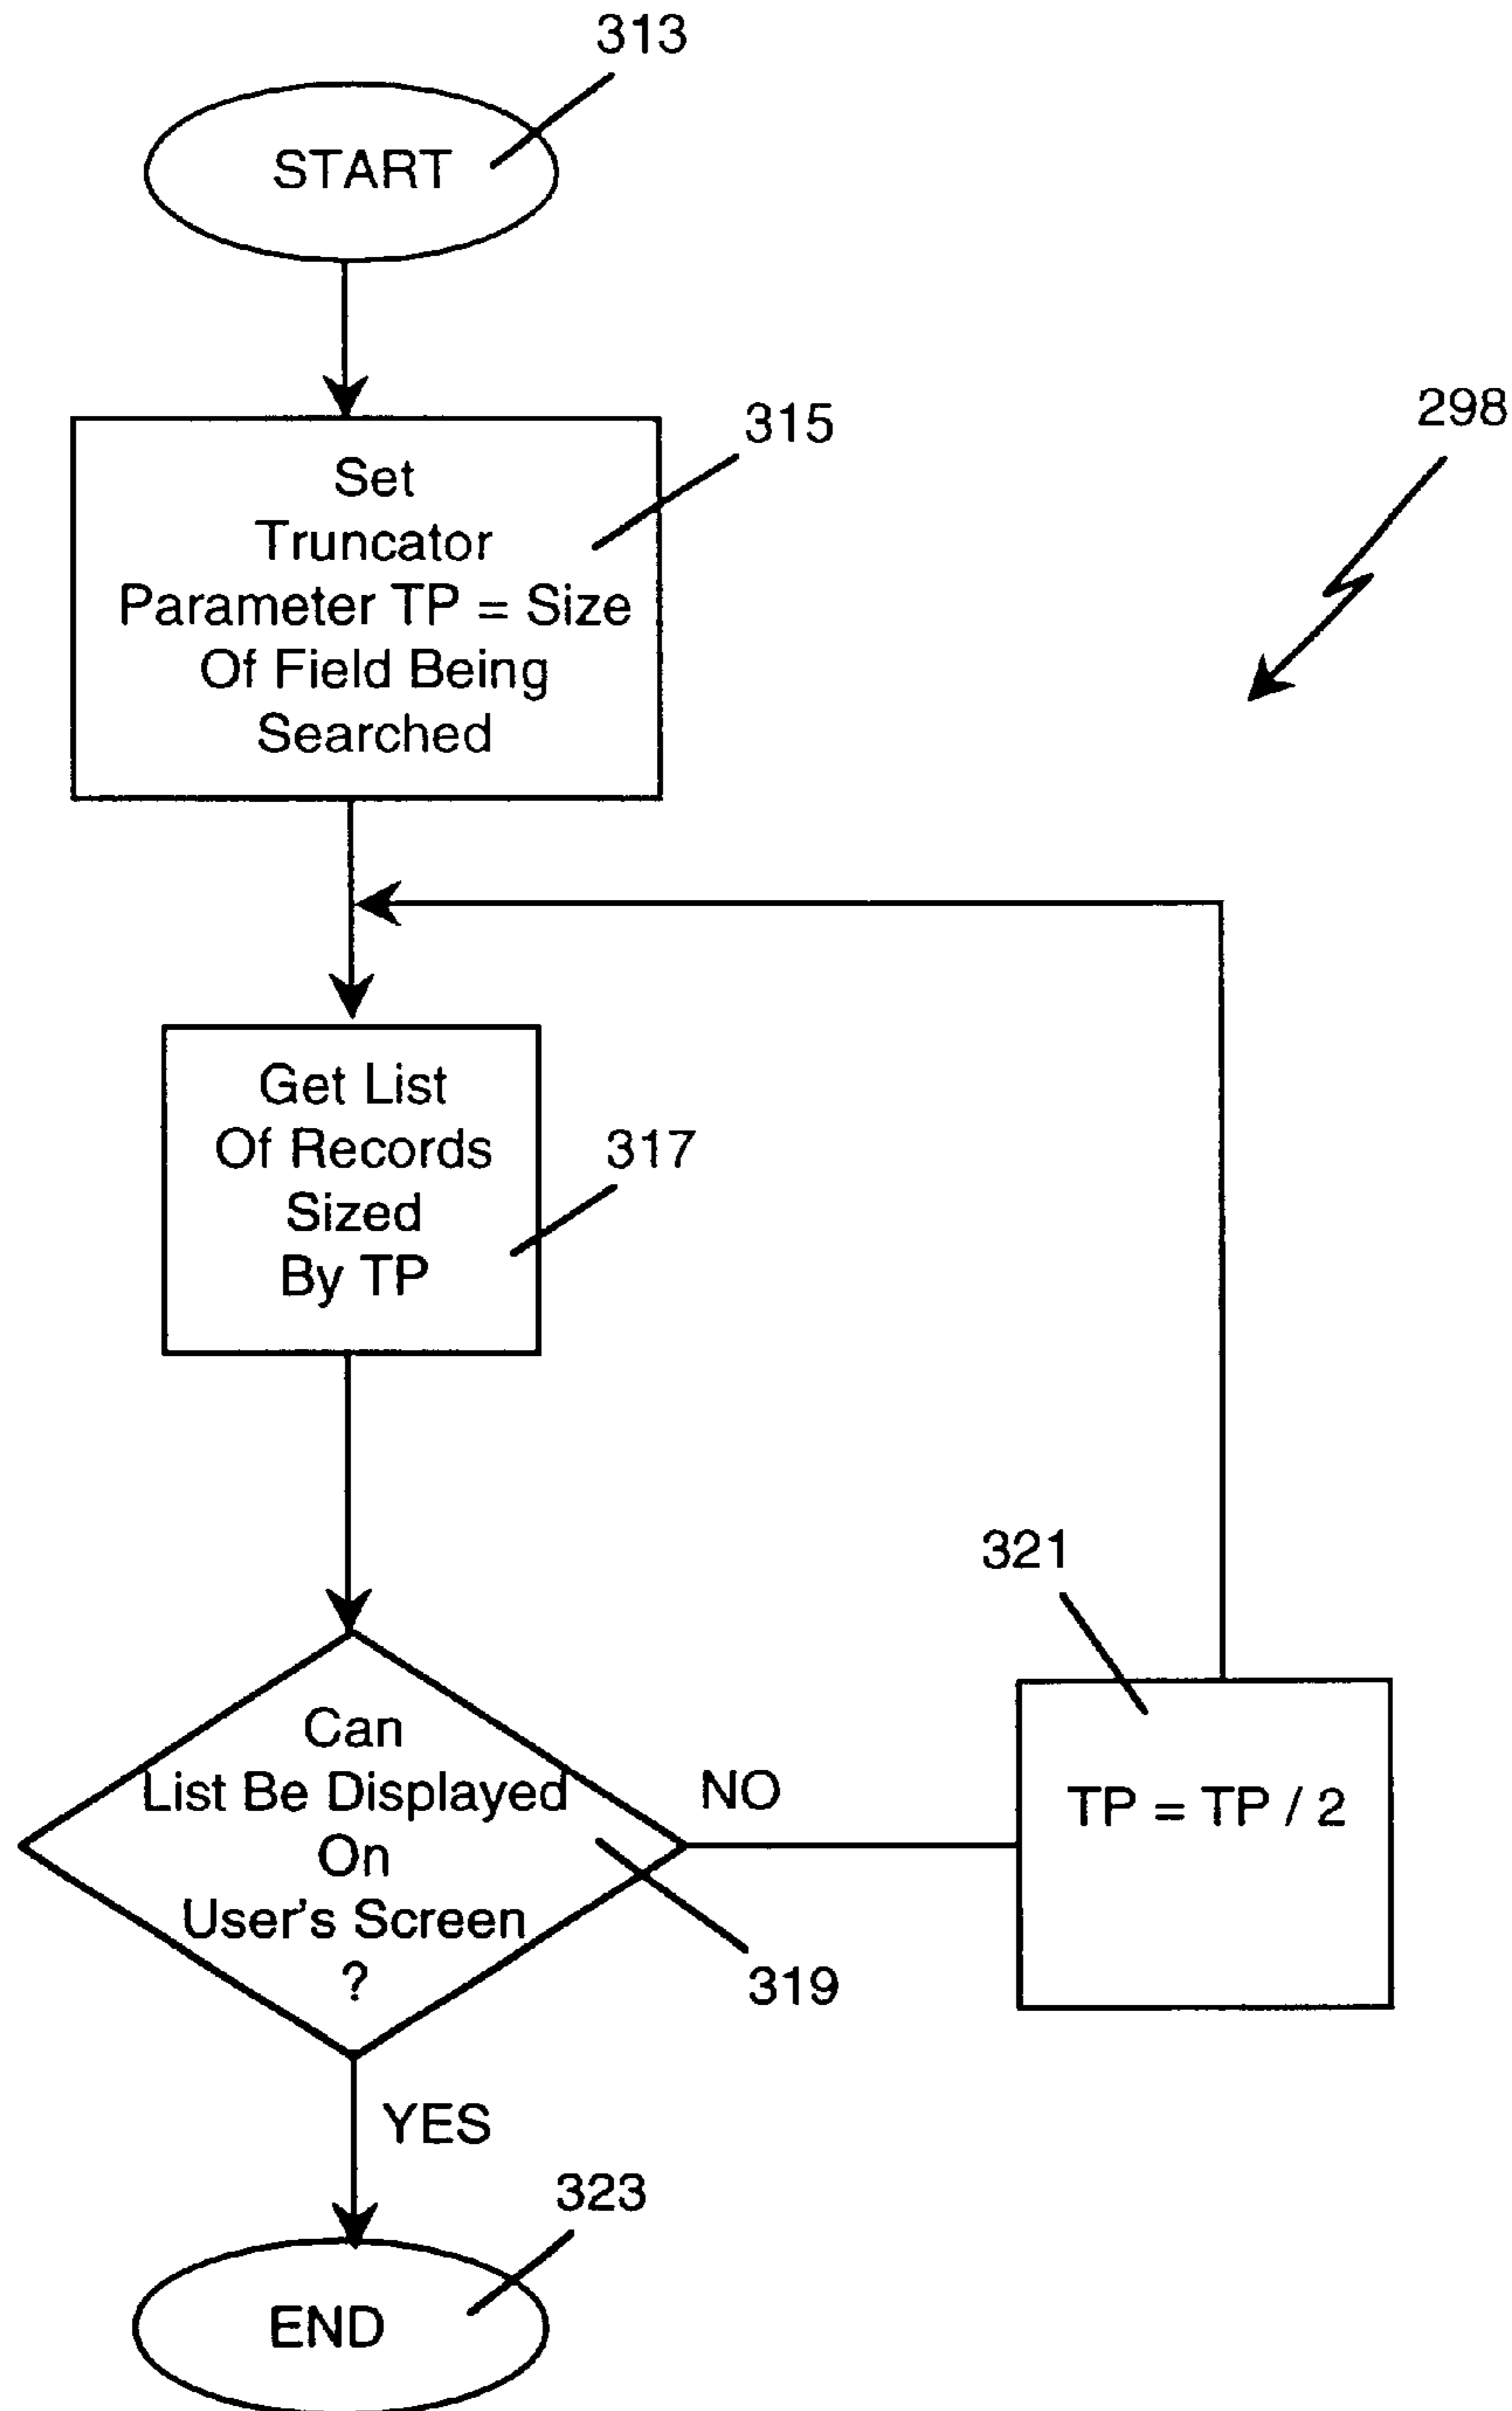 313
START
315
298
Set
Truncator
Parameter TP = Size
Of Field Being
Searched
Get List
Of Records
Sized
By TP
317
321
Can
List Be Displayed
On
User's Screen
?
NO
TP = TP / 2
319
YES
323
END